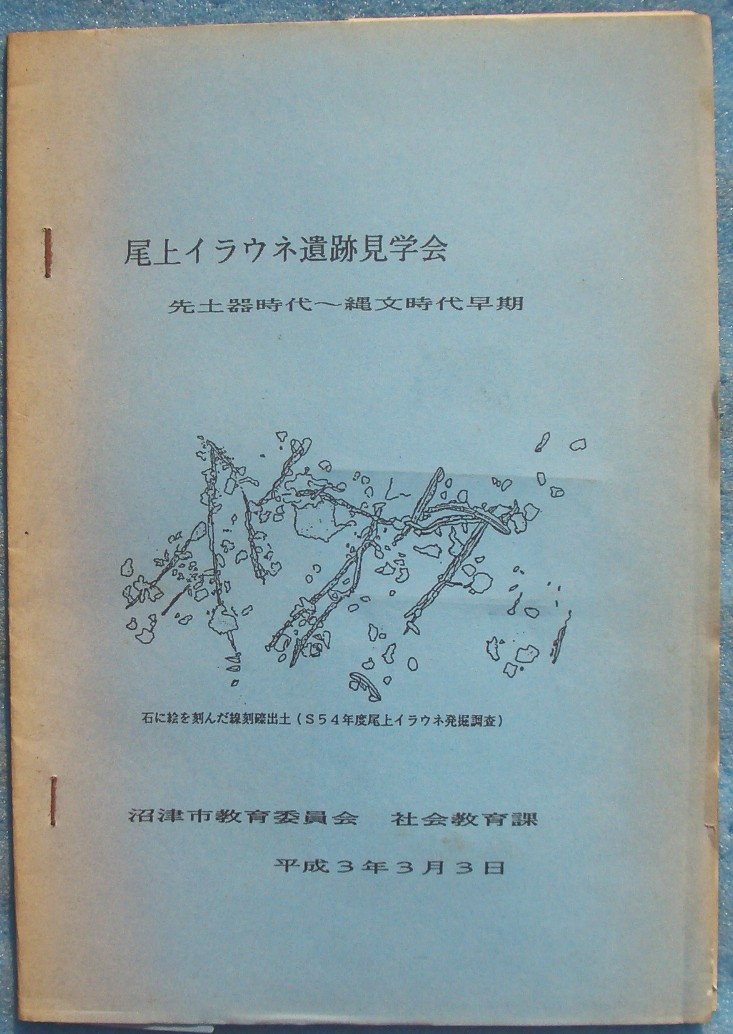 尾上イラウネ遺跡見学会
先土器時代～縄文時代早期
石に絵を刻んだ線刻礫出土（S54年度尾上イラウネ発掘調査）
沼津市教育委員会　社会教育課
平成3年3月3日